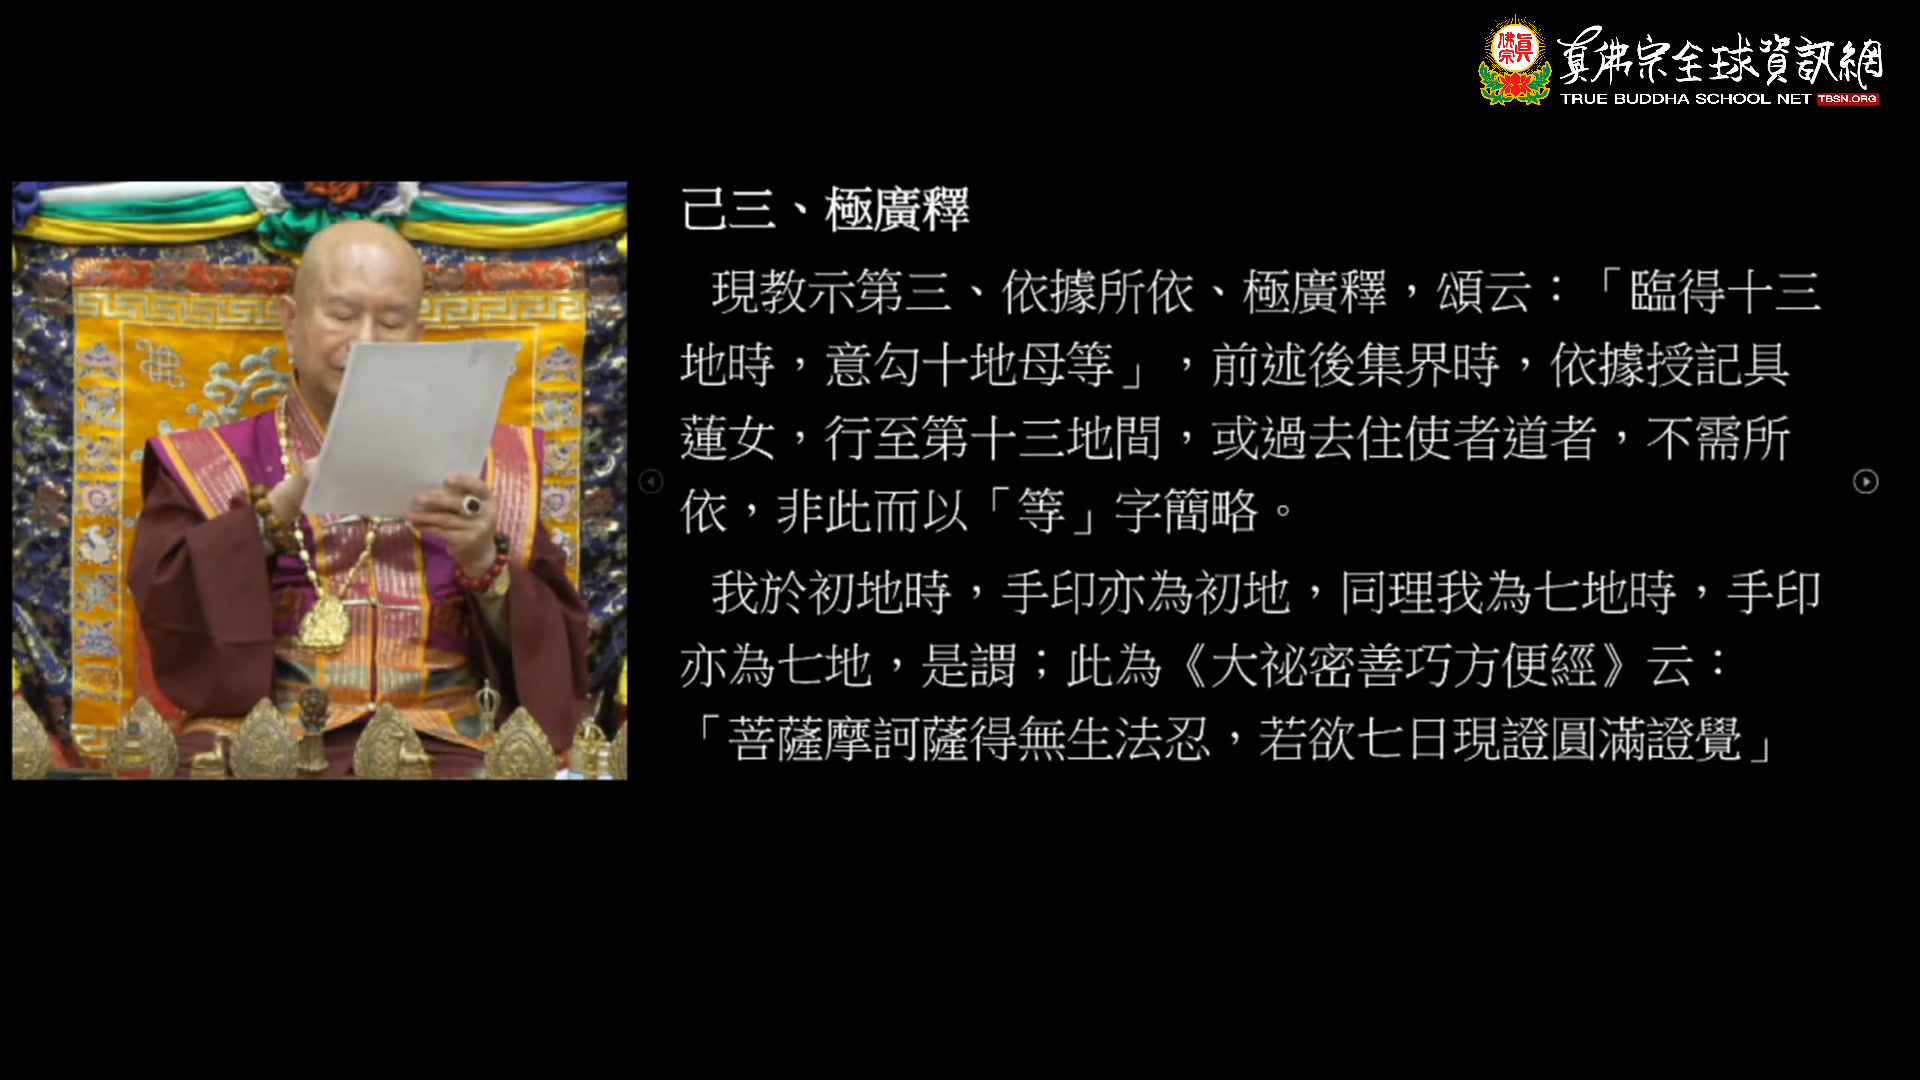 真佛宗
真佛宗全球資訊網
TRUE BUDDHA SCHOOL NET TBSN.ORG
己三、極廣釋
現教示第三、依據所依、極廣釋，頌云：「臨得十三
地時，意勾十地母等」，前述後集界時，依據授記具
蓮女，行至第十三地間，或過去住使者道者，不需所
依，非此而以「等」字簡略。
我於初地時，手印亦為初地，同理我為七地時，手印
亦為七地，是謂；此為《大祕密善巧方便經》云：
「菩薩摩訶薩得無生法忍，若欲七日現證圓滿證覺」